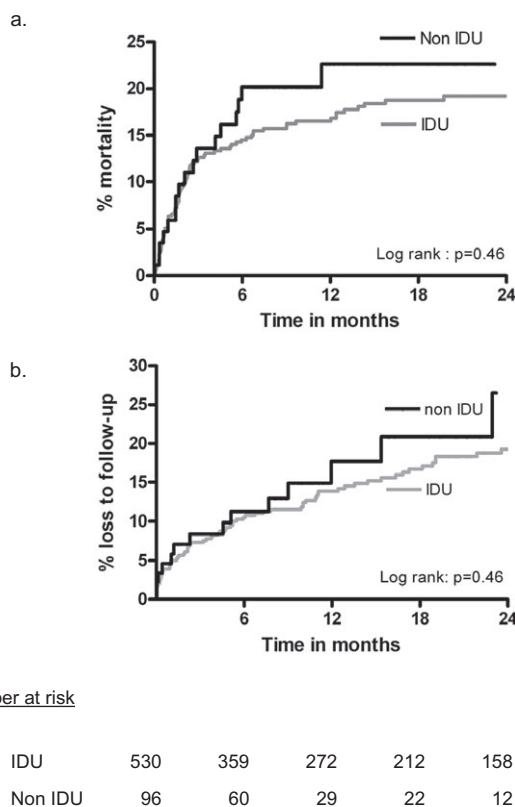 a.
25
20
15
10
5
0
% mortality
Non IDU
IDU
Log rank : p=0.46
0 6 12 18 24
Time in months
b.
30
25
20
15
10
5
0
% loss to follow-up
non IDU
IDU
Log rank: p=0.46
6 12 18 24
Time in months
at risk
IDU 530 359 272 212 158
Non IDU 96 60 29 22 12